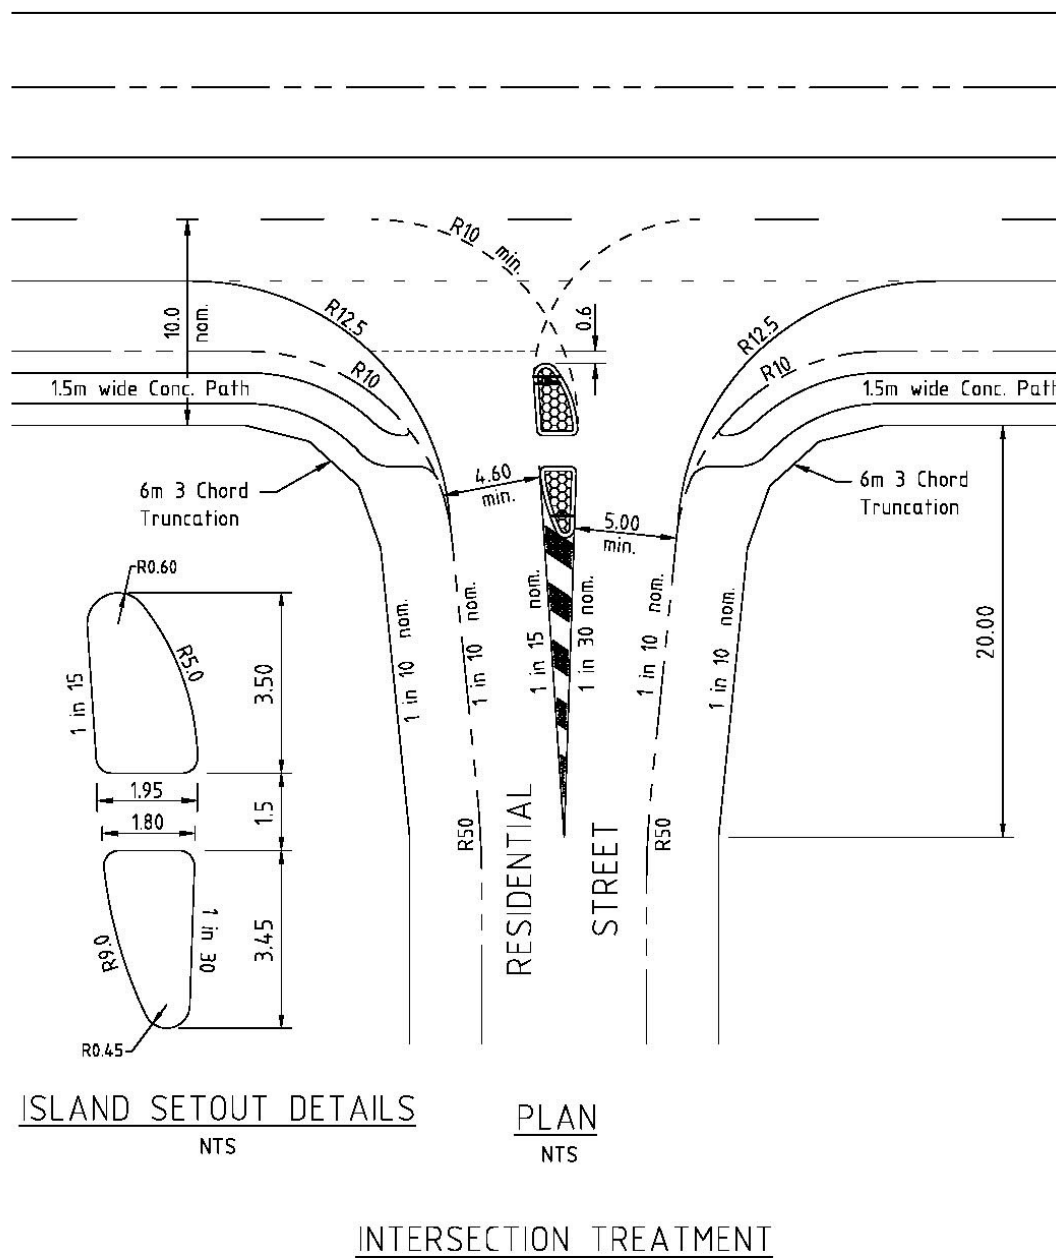 R10 min.
10.0
nom.
R12.5
0.6
R12.5
R10
R10
1.5m wide Conc. Path
1.5m wide Conc. Path
6m 3 Chord
Truncation
4.60
min.
6m 3 Chord
Truncation
5.00
min.
R0.60
R5.0
1 in 15
3.50
1 in 10 nom.
1 in 10 nom.
1 in 15 nom.
1 in 30 nom.
1 in 10 nom.
1 in 10 nom.
20.00
1.95
1.5
1.80
R50
RESIDENTIAL
STREET
R50
R9.0
1 in 30
3.45
R0.45
ISLAND SETOUT DETAILS
NTS
PLAN
NTS
INTERSECTION TREATMENT